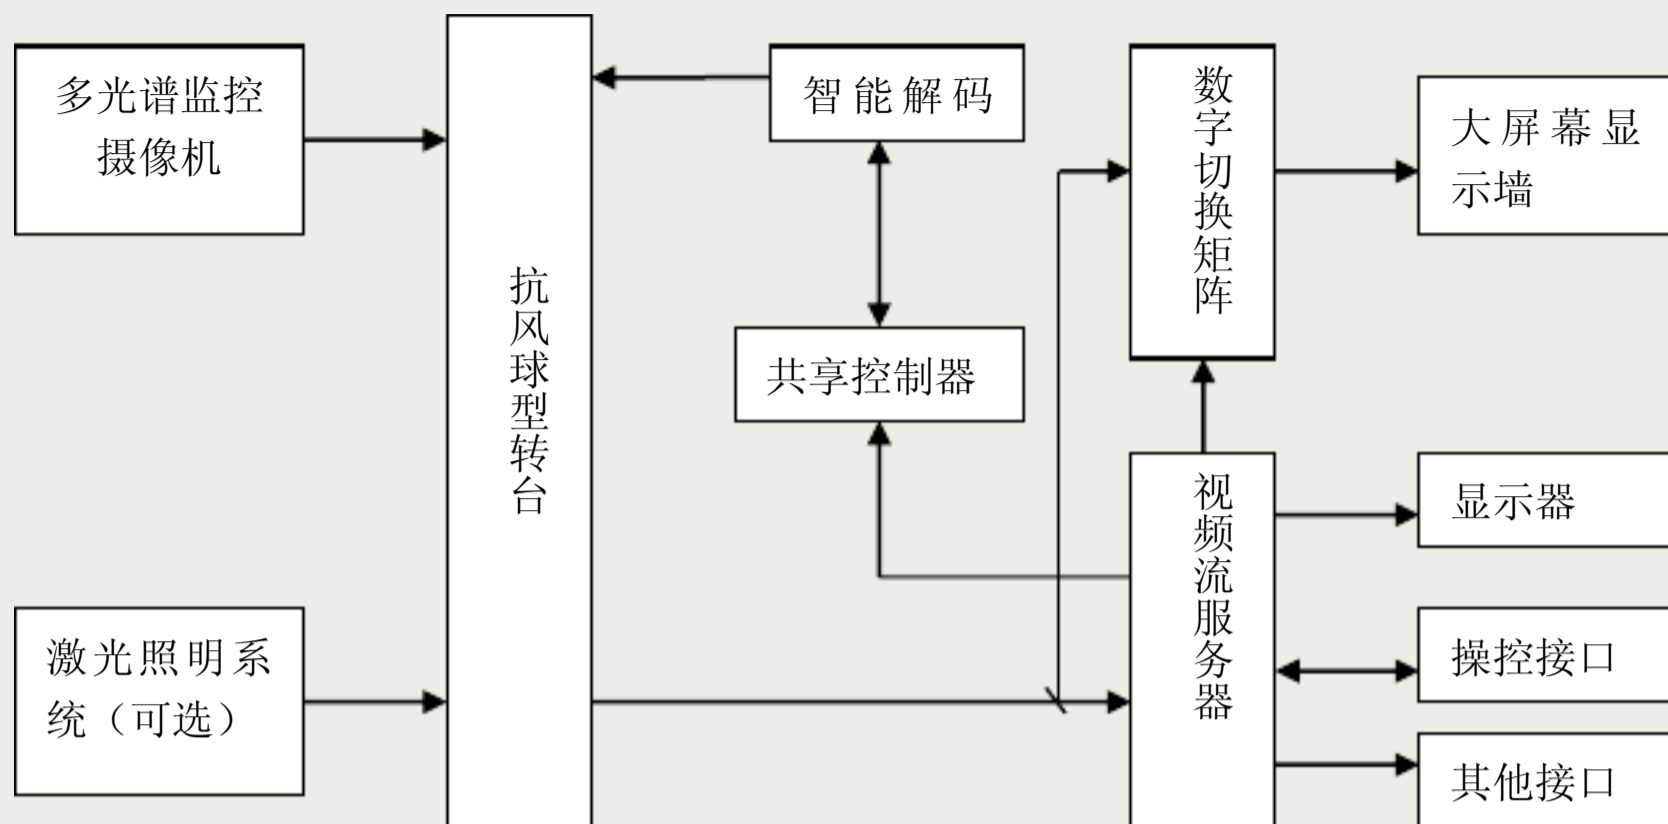 多光谱监控
摄像机
激光照明系
统（可选）
抗风球型转台
智能解码
共享控制器
数字切换矩阵
视频流服务器
大屏幕显
示墙
显示器
操控接口
其他接口